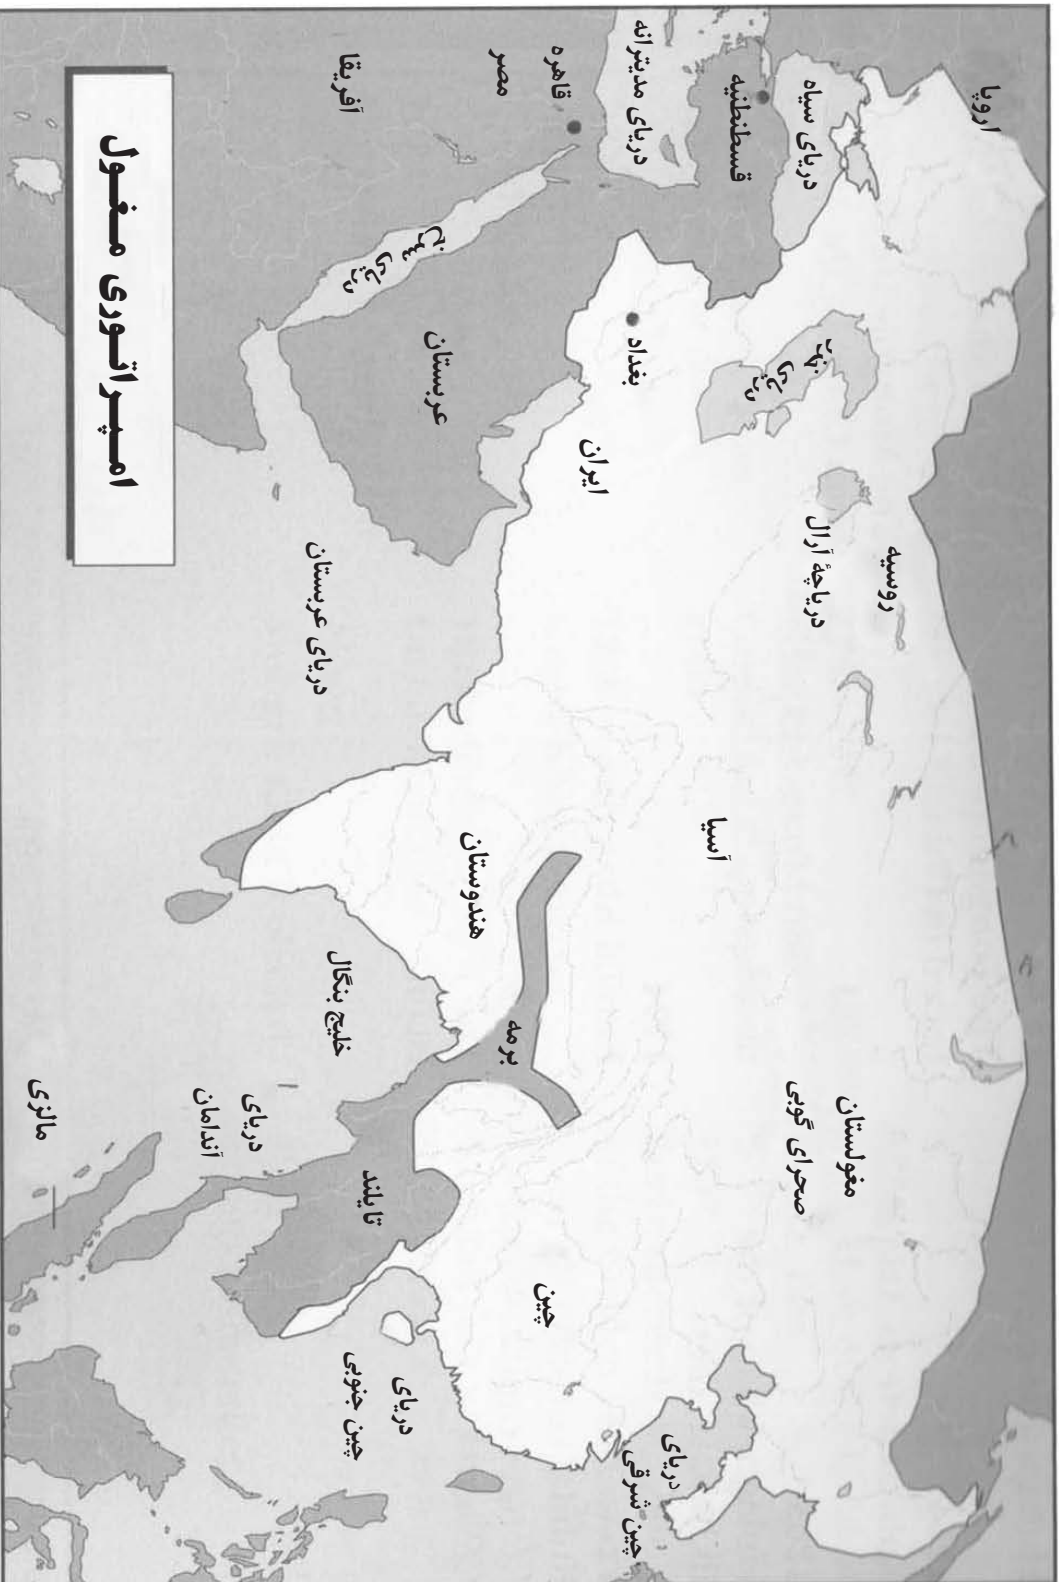 امپراتوری مغول
اروپا
دریای سیاه
قسطنطنیه
دریای مدیترانه
قاهره
مصر
آفریقا
دریای سرخ
عربستان
بغداد
دریای خزر
ایران
دریاچهٔ آرال
روسیه
دریای عربستان
آسیا
هندوستان
خلیج بنگال
برمه
مغولستان
صحرای گوبی
دریای
آندامان
مالزی
تایلند
چین
دریای
چین جنوبی
دریای
چین شرقی